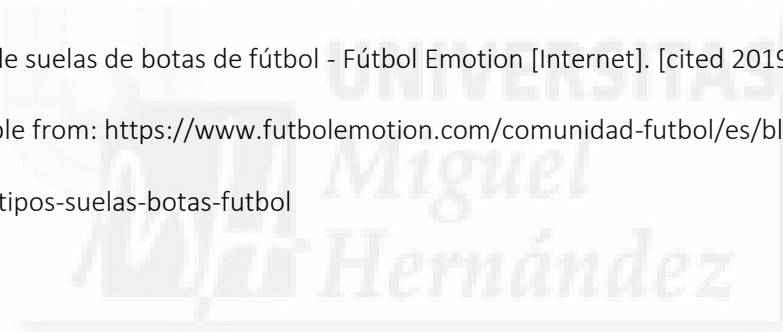 de suelas de botas de fútbol - Fútbol Emotion [Internet]. [cited 2019
ble from: https://www.futbolemotion.com/comunidad-futbol/es/bl
tipos-suelas-botas-futbol
UNIVERSITAS
Miguel
Hernández